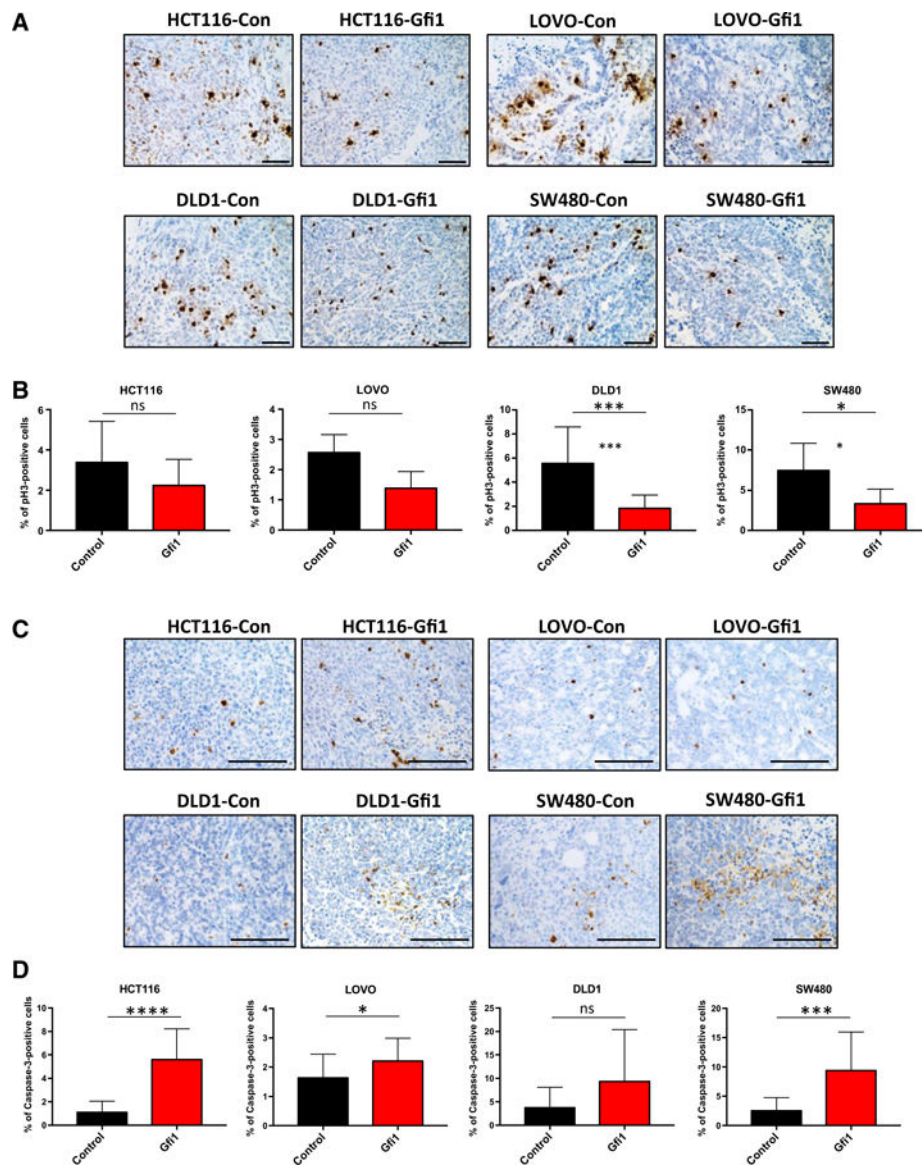 A
HCT116-Con HCT116-Gfi1 LOVO-Con LOVO-Gfi1
DLD1-Con DLD1-Gfi1 SW480-Con SW480-Gfi1
B
HCT116 LOVO DLD1 SW480
ns ns *** *
*** *
% of pH3-positive cells % of pH3-positive cells % of pH3-positive cells % of pH3-positive cells
6 4 2 0
4 3 2 1 0
10 8 6 4 2 0
15 10 5 0
Control Gfi1 Control Gfi1 Control Gfi1 Control Gfi1
C
HCT116-Con HCT116-Gfi1 LOVO-Con LOVO-Gfi1
DLD1-Con DLD1-Gfi1 SW480-Con SW480-Gfi1
D
HCT116 LOVO DLD1 SW480
**** * ns ***
% of Caspase-3-positive cells % of Caspase-3-positive cells % of Caspase-3-positive cells % of Caspase-3-positive cells
10 8 6 4 2 0
4 3 2 1 0
25 20 15 10 5 0
20 15 10 5 0
Control Gfi1 Control Gfi1 Control Gfi1 Control Gfi1